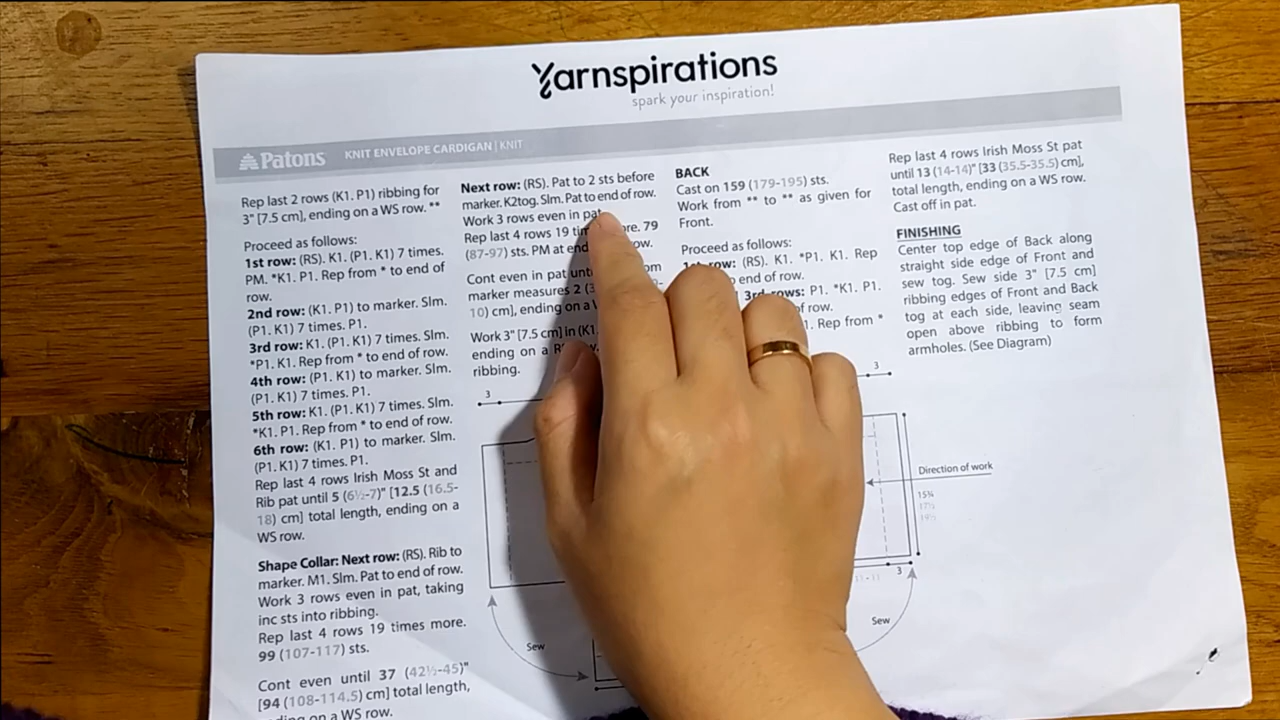 Yarnspirations
spark your inspiration!
Patons
KNIT ENVELOPE CARDIGAN | KNIT
Rep last 2 rows (K1. P1) ribbing for
3" [7.5 cm], ending on a WS row. **
Proceed as follows:
1st row: (RS). K1. (P1. K1) 7 times.
PM. *K1. P1. Rep from * to end of
row.
2nd row: (K1. P1) to marker. Slm.
(P1. K1) 7 times. P1.
3rd row: K1. (P1. K1) 7 times. Slm.
*P1. K1. Rep from * to end of row.
4th row: (P1. K1) to marker. Slm.
(P1. K1) 7 times. P1.
5th row: K1. (P1. K1) 7 times. Slm.
*K1. P1. Rep from * to end of row.
6th row: (K1. P1) to marker. Slm.
(P1. K1) 7 times. P1.
Rep last 4 rows Irish Moss St and
Rib pat until 5 (6½-7)" [12.5 (16.5-
18) cm] total length, ending on a
WS row.
Shape Collar: Next row: (RS). Rib to
marker. M1. Slm. Pat to end of row.
Work 3 rows even in pat, taking
inc sts into ribbing.
Rep last 4 rows 19 times more.
99 (107-117) sts.
Cont even until 37 (42½-45)"
[94 (108-114.5) cm] total length,
on a WS row.
Next row: (RS). Pat to 2 sts before
marker. K2tog. Slm. Pat to end of row.
Work 3 rows even in pat
Rep last 4 rows 19 79
(87-97) sts. PM at row.
Cont even in pat
marker measures 2
10) cm], ending on a
Work 3" [7.5 cm] in (K1.
ending on a
ribbing.
BACK
Cast on 159 (179-195) sts.
Work from ** to ** as given for
Front.
Proceed as follows:
row: (RS). K1. *P1. K1. Rep
end of row.
3rd rows: P1. *K1. P1.
of row.
Rep from *
Rep last 4 rows Irish Moss St pat
until 13 (14-14)" [33 (35.5-35.5) cm],
total length, ending on a WS row.
Cast off in pat.
FINISHING
Center top edge of Back along
straight side edge of Front and
sew tog. Sew side 3" [7.5 cm]
ribbing edges of Front and Back
tog at each side, leaving seam
open above ribbing to form
armholes. (See Diagram)
3
3
Direction of work
15¾
17½
19½
3
Sew
Sew